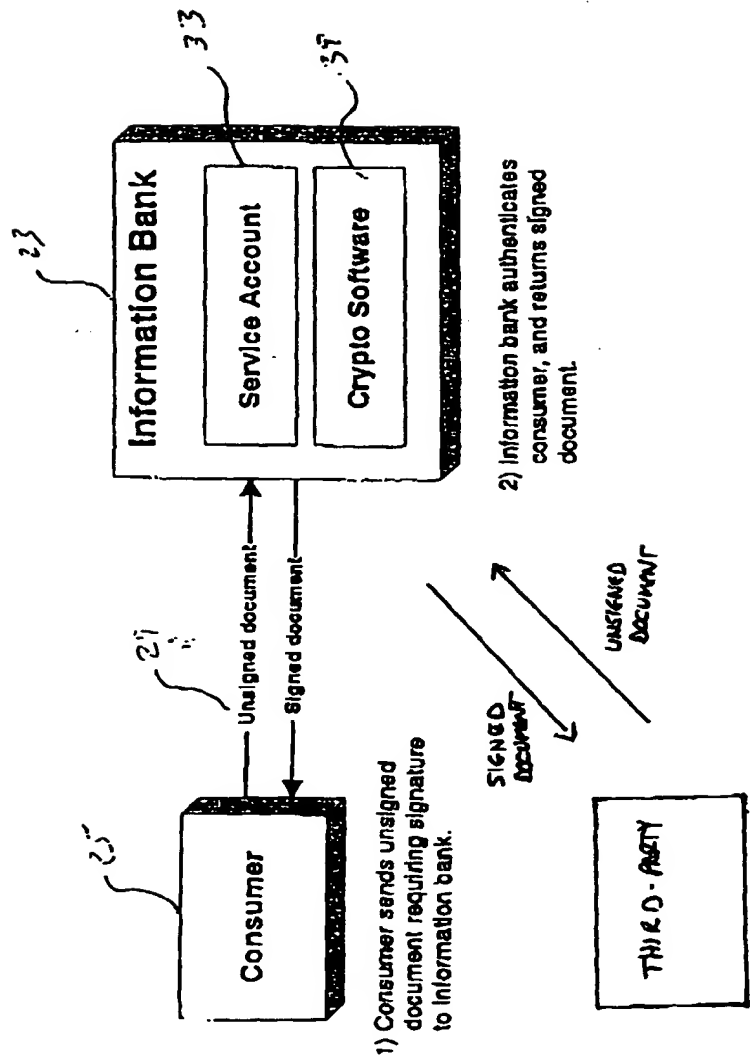 23
Information Bank
33
Service Account
Crypto Software
25
Consumer
Unsigned document
Signed document
1) Consumer sends unsigned
document requiring signature
to Information bank.
2) Information bank authenticates
consumer, and returns signed
document.
SIGNED
DOCUMENT
UNSIGNED
DOCUMENT
THIRD-PARTY